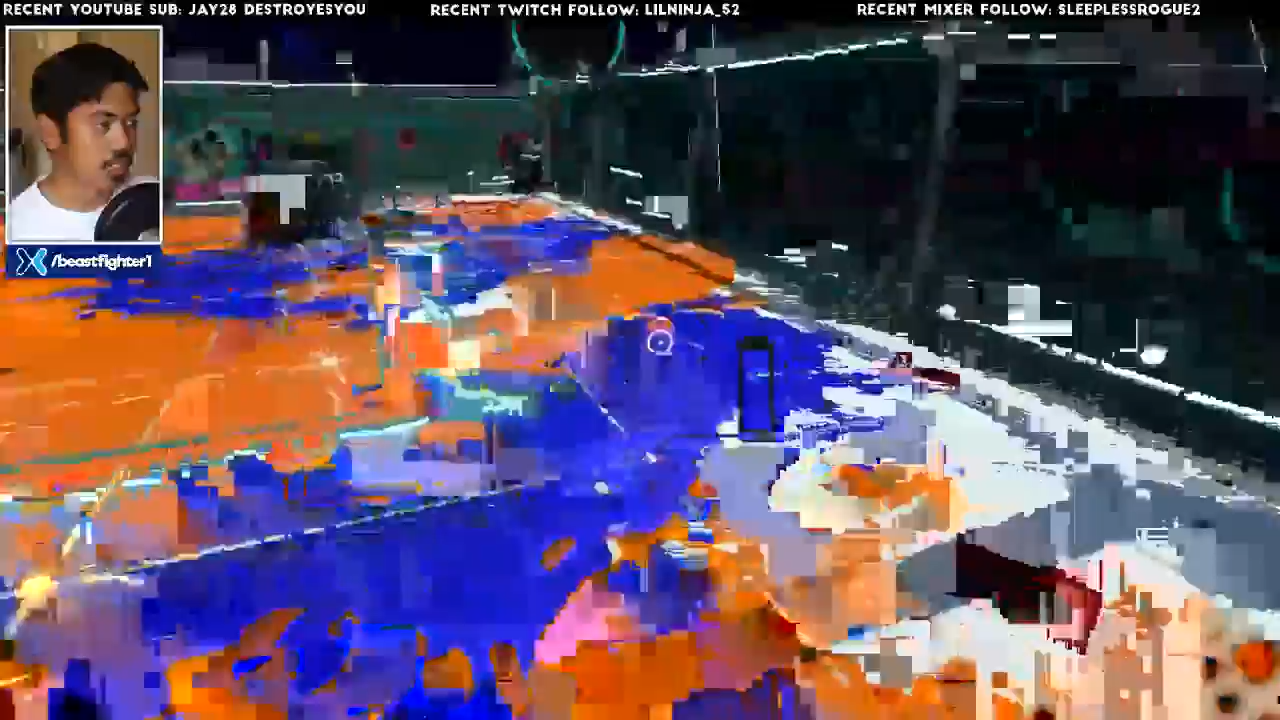 RECENT YOUTUBE SUB: JAY28 DESTROYESYOU
RECENT TWITCH FOLLOW: LILNINJA_52
RECENT MIXER FOLLOW: SLEEPLESSROGUE2
/beastfighter1